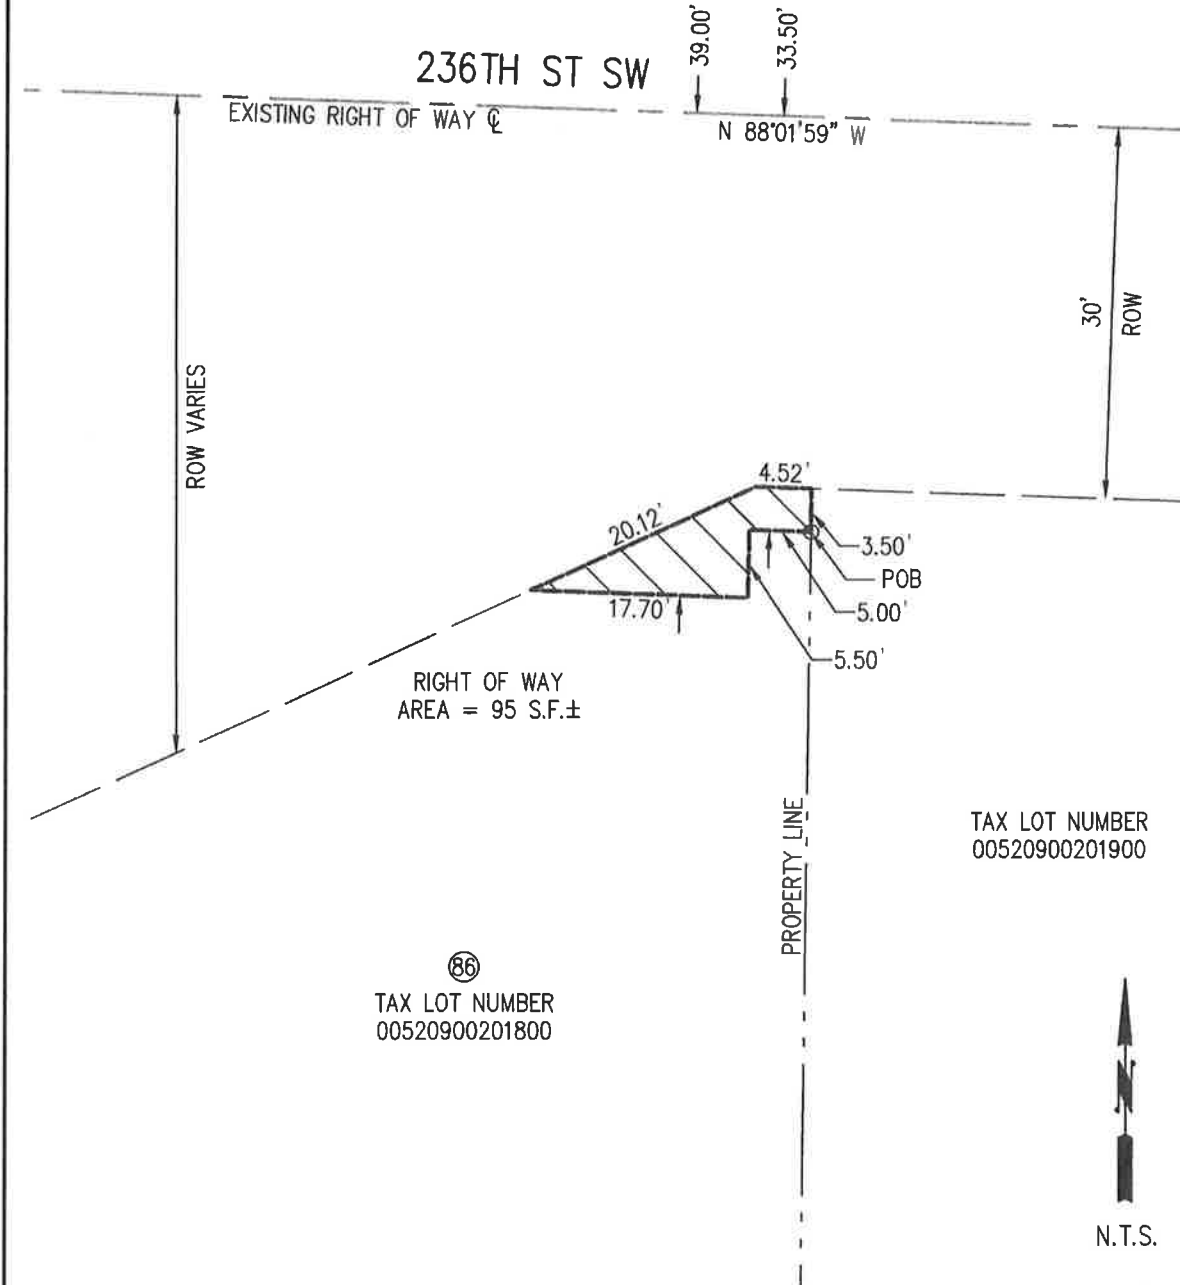 39.00'
33.50'
236TH ST SW
EXISTING RIGHT OF WAY ℄
N 88°01'59" W
30'
ROW
ROW VARIES
4.52'
20.12'
3.50'
POB
17.70'
5.00'
5.50'
RIGHT OF WAY
AREA = 95 S.F.±
PROPERTY LINE
TAX LOT NUMBER
00520900201900
86
TAX LOT NUMBER
00520900201800
N
N.T.S.